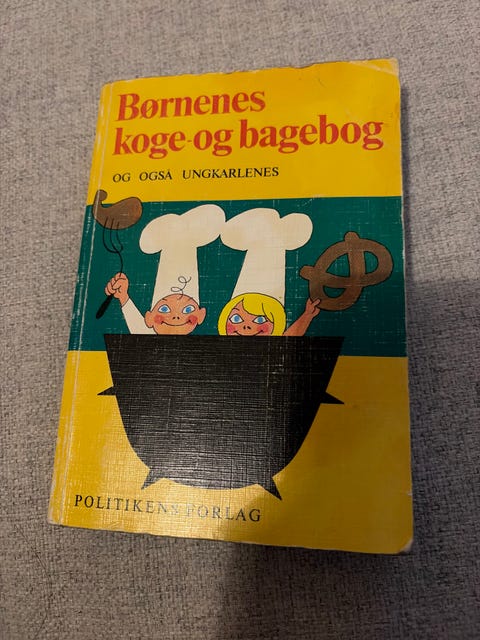 Børnenes
koge-og bagebog
OG OGSÅ UNGKARLENES
POLITIKENS FORLAG